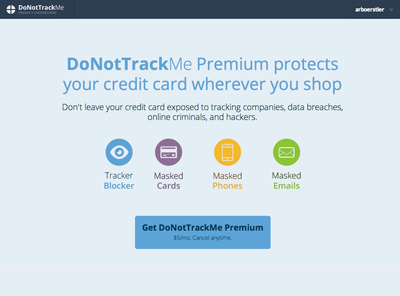 DoNotTrackMe
PRIVACY DASHBOARD
arboerstler
DoNotTrackMe Premium protects
your credit card wherever you shop
Don't leave your credit card exposed to tracking companies, data breaches,
online criminals, and hackers.
Tracker
Blocker
Masked
Cards
Masked
Phones
Masked
Emails
Get DoNotTrackMe Premium
$5/mo. Cancel anytime.